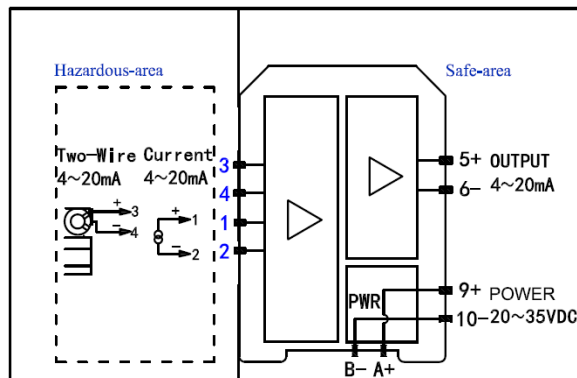 Hazardous-area
Safe-area
Two-Wire Current
4～20mA 4～20mA
+ 3
- 4
+ 1
- 2
3
4
1
2
5+ OUTPUT
6- 4～20mA
PWR
9+ POWER
10- 20～35VDC
B- A+